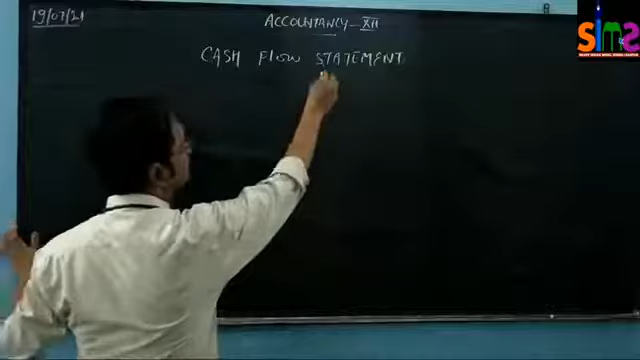 19/07/21
ACCOUNTANCY - XII
CASH FLOW STATEMENT
SIMS